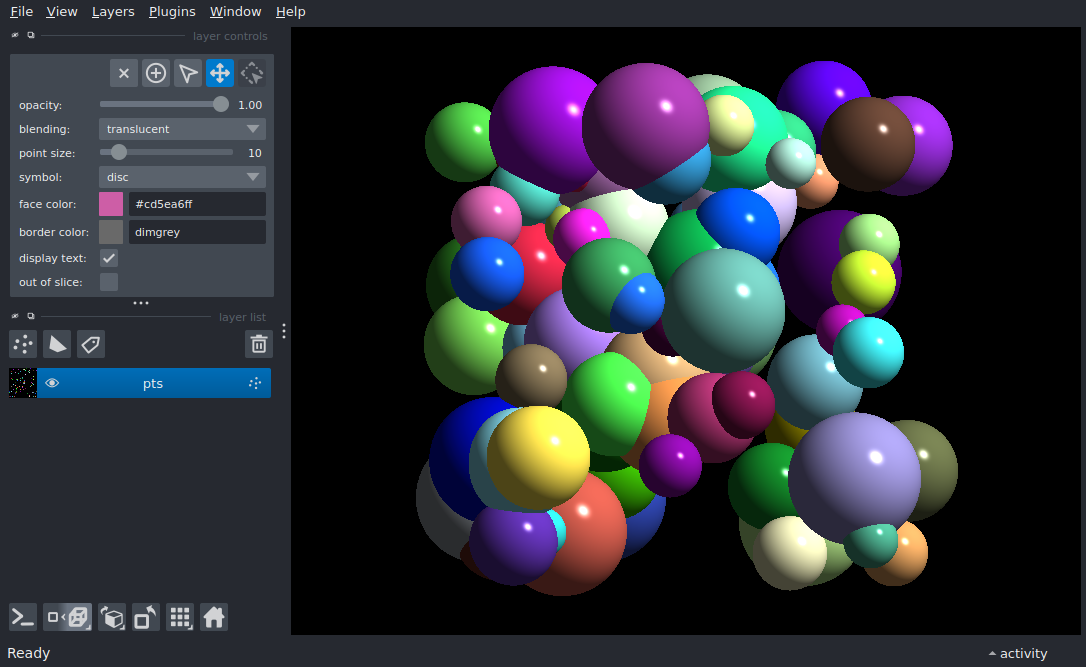 File View Layers Plugins Window Help
layer controls
opacity: 1.00
blending: translucent
point size: 10
symbol: disc
face color: #cd5ea6ff
border color: dimgrey
display text:
out of slice:
layer list
pts
Ready
activity